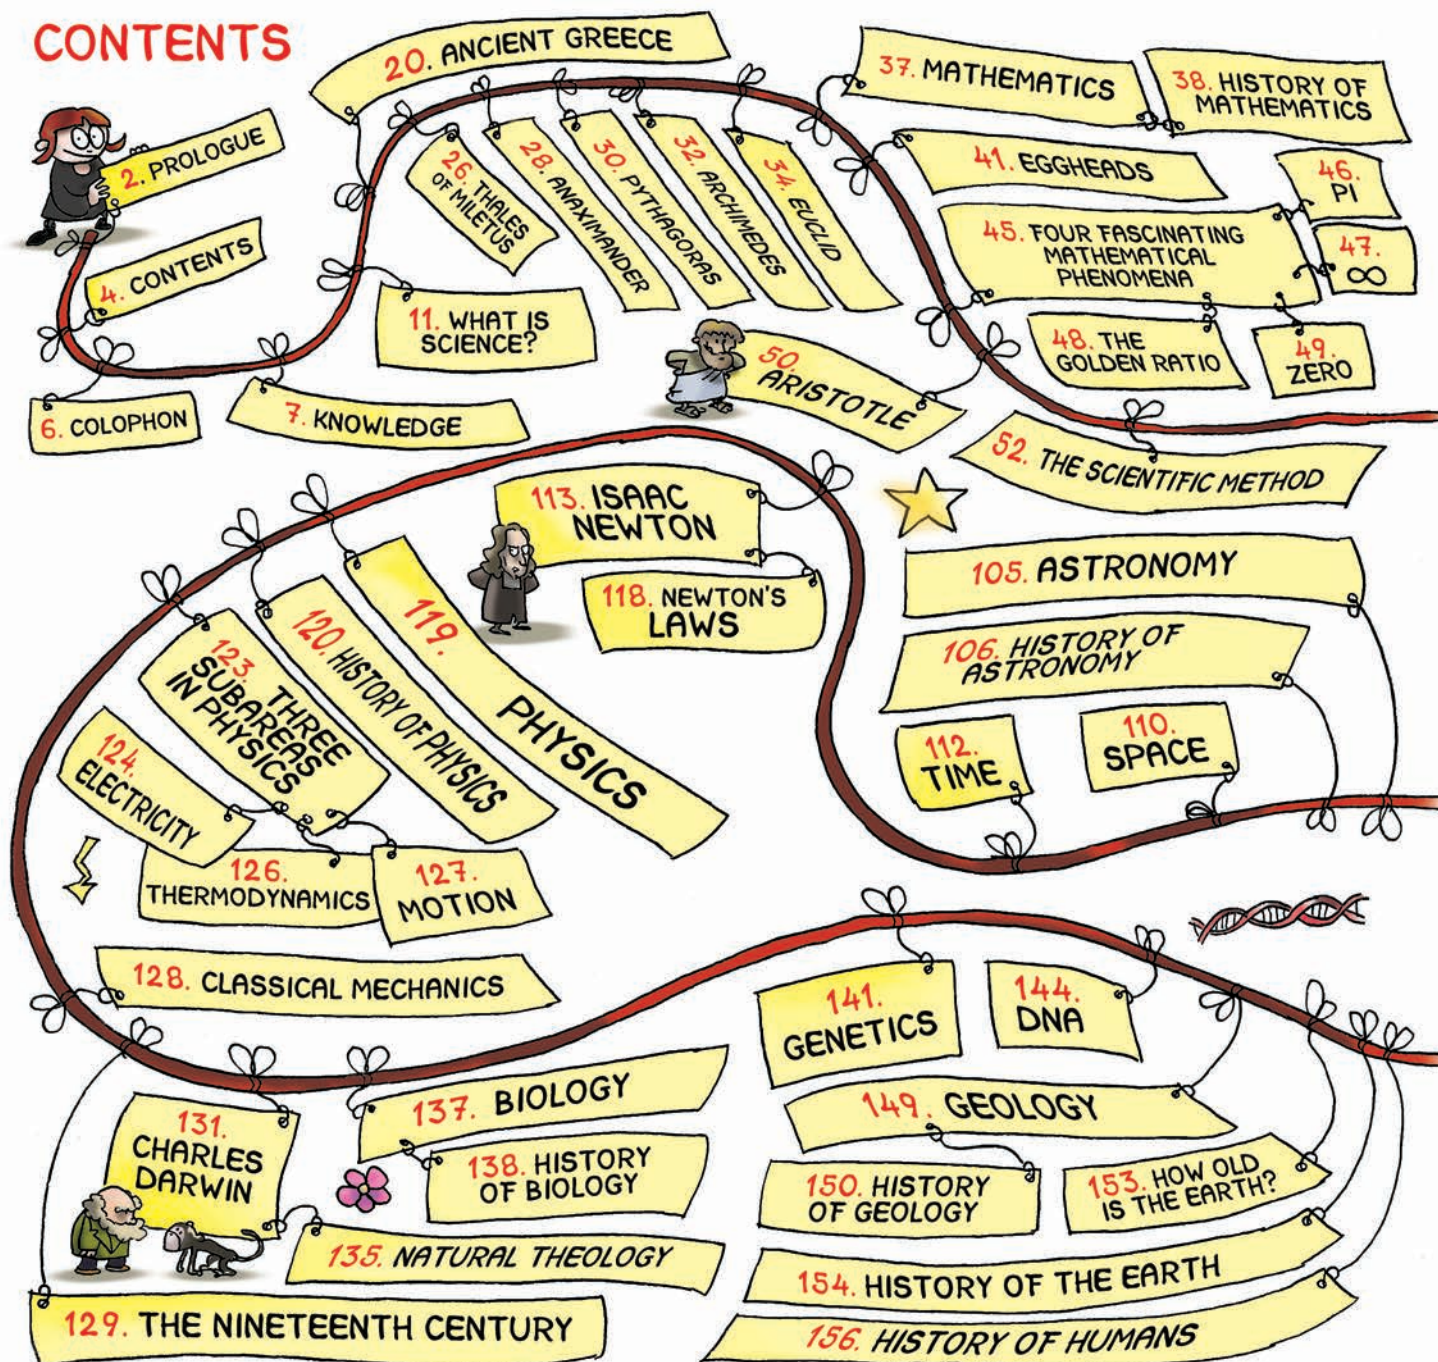 CONTENTS
2. PROLOGUE
4. CONTENTS
6. COLOPHON
7. KNOWLEDGE
11. WHAT IS
SCIENCE?
20. ANCIENT GREECE
26. THALES
OF MILETUS
28. ANAXIMANDER
30. PYTHAGORAS
32. ARCHIMEDES
34. EUCLID
37. MATHEMATICS
38. HISTORY OF
MATHEMATICS
41. EGGHEADS
45. FOUR FASCINATING
MATHEMATICAL
PHENOMENA
46.
PI
47.
∞
48. THE
GOLDEN RATIO
49.
ZERO
50.
ARISTOTLE
52. THE SCIENTIFIC METHOD
105. ASTRONOMY
106. HISTORY OF
ASTRONOMY
110.
SPACE
112.
TIME
113. ISAAC
NEWTON
118. NEWTON'S
LAWS
119.
PHYSICS
120. HISTORY OF PHYSICS
123. THREE
SUBAREAS
IN PHYSICS
124.
ELECTRICITY
126.
THERMODYNAMICS
127.
MOTION
128. CLASSICAL MECHANICS
129. THE NINETEENTH CENTURY
131.
CHARLES
DARWIN
135. NATURAL THEOLOGY
137. BIOLOGY
138. HISTORY
OF BIOLOGY
141.
GENETICS
144.
DNA
149. GEOLOGY
150. HISTORY
OF GEOLOGY
153. HOW OLD
IS THE EARTH?
154. HISTORY OF THE EARTH
156. HISTORY OF HUMANS